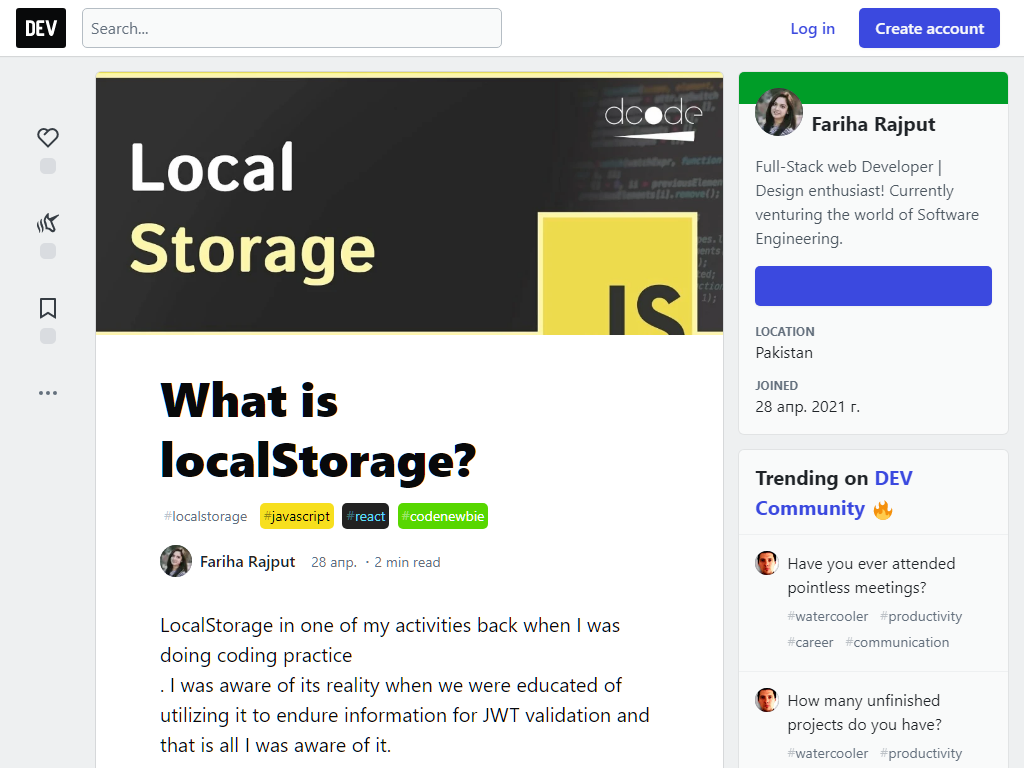 DEV
Search...
Log in
Create account
dcode
Local
Storage
JS
What is
localStorage?
#localstorage #javascript #react #codenewbie
Fariha Rajput 28 апр. · 2 min read
LocalStorage in one of my activities back when I was
doing coding practice
. I was aware of its reality when we were educated of
utilizing it to endure information for JWT validation and
that is all I was aware of it.
Fariha Rajput
Full-Stack web Developer |
Design enthusiast! Currently
venturing the world of Software
Engineering.
LOCATION
Pakistan
JOINED
28 апр. 2021 г.
Trending on DEV
Community 🔥
Have you ever attended
pointless meetings?
#watercooler #productivity
#career #communication
How many unfinished
projects do you have?
#watercooler #productivity